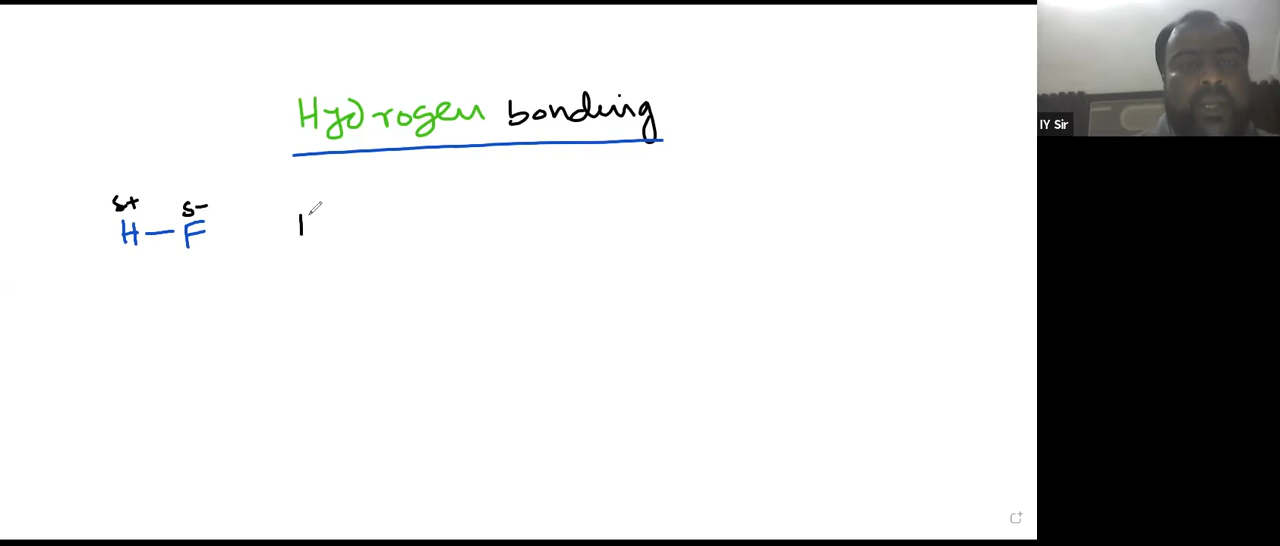 Hydrogen bonding
IY Sir
δ+ δ-
H — F